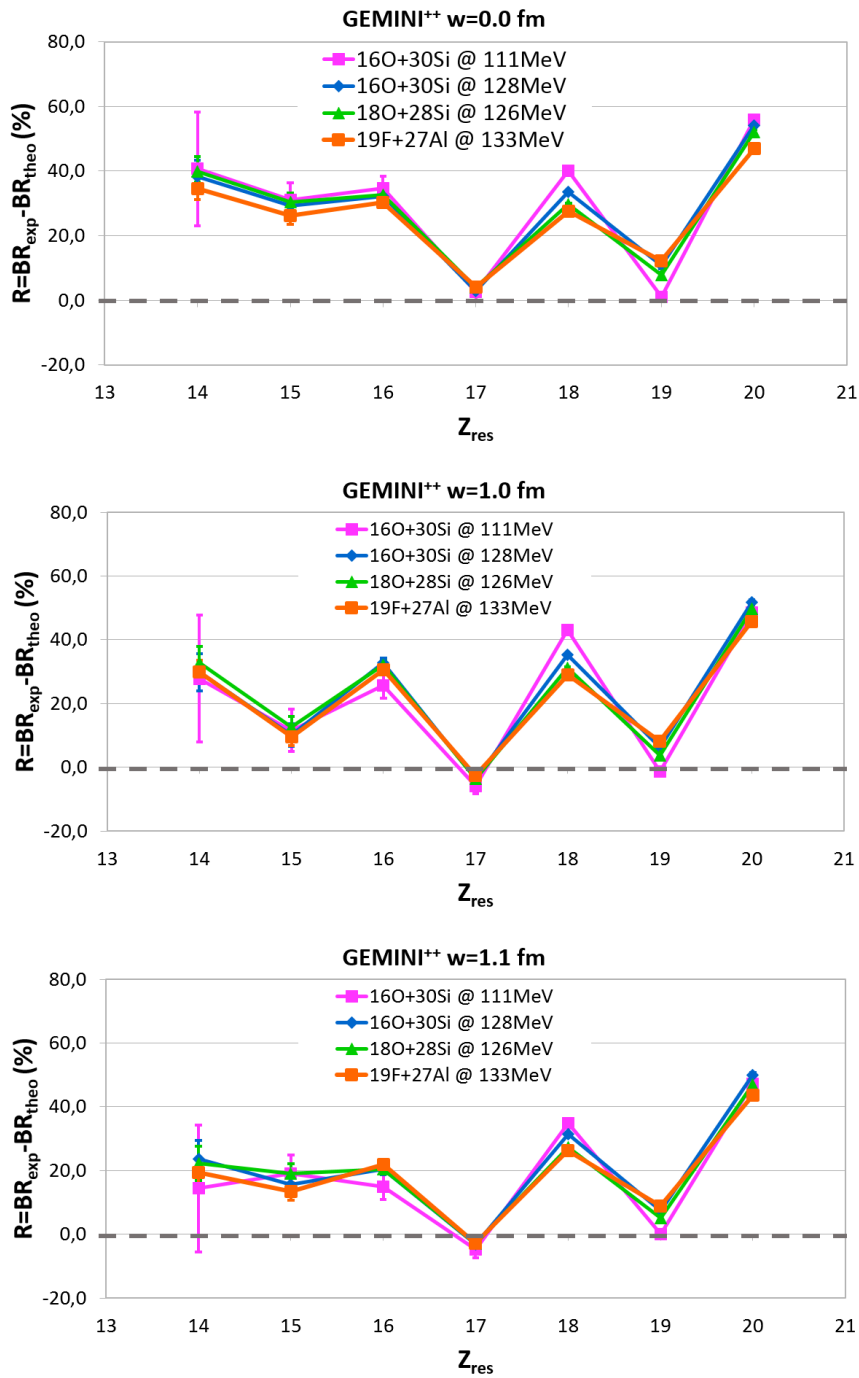 GEMINI++ w=0.0 fm
80,0
60,0
40,0
20,0
0,0
-20,0
R=BRexp-BRtheo (%)
16O+30Si @ 111MeV
16O+30Si @ 128MeV
18O+28Si @ 126MeV
19F+27Al @ 133MeV
13 14 15 16 17 18 19 20 21
Zres
GEMINI++ w=1.0 fm
80,0
60,0
40,0
20,0
0,0
-20,0
R=BRexp-BRtheo (%)
16O+30Si @ 111MeV
16O+30Si @ 128MeV
18O+28Si @ 126MeV
19F+27Al @ 133MeV
13 14 15 16 17 18 19 20 21
Zres
GEMINI++ w=1.1 fm
80,0
60,0
40,0
20,0
0,0
-20,0
R=BRexp-BRtheo (%)
16O+30Si @ 111MeV
16O+30Si @ 128MeV
18O+28Si @ 126MeV
19F+27Al @ 133MeV
13 14 15 16 17 18 19 20 21
Zres